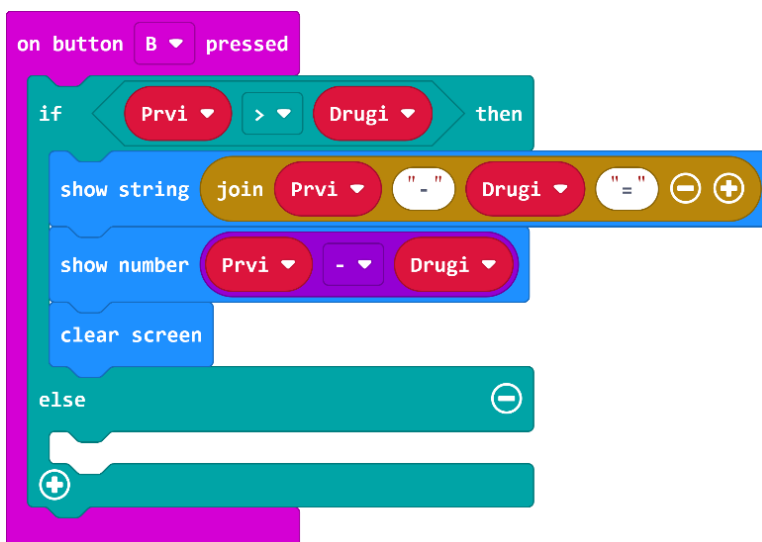 on button B pressed
if Prvi > Drugi then
show string join Prvi "-" Drugi "="
show number Prvi - Drugi
clear screen
else